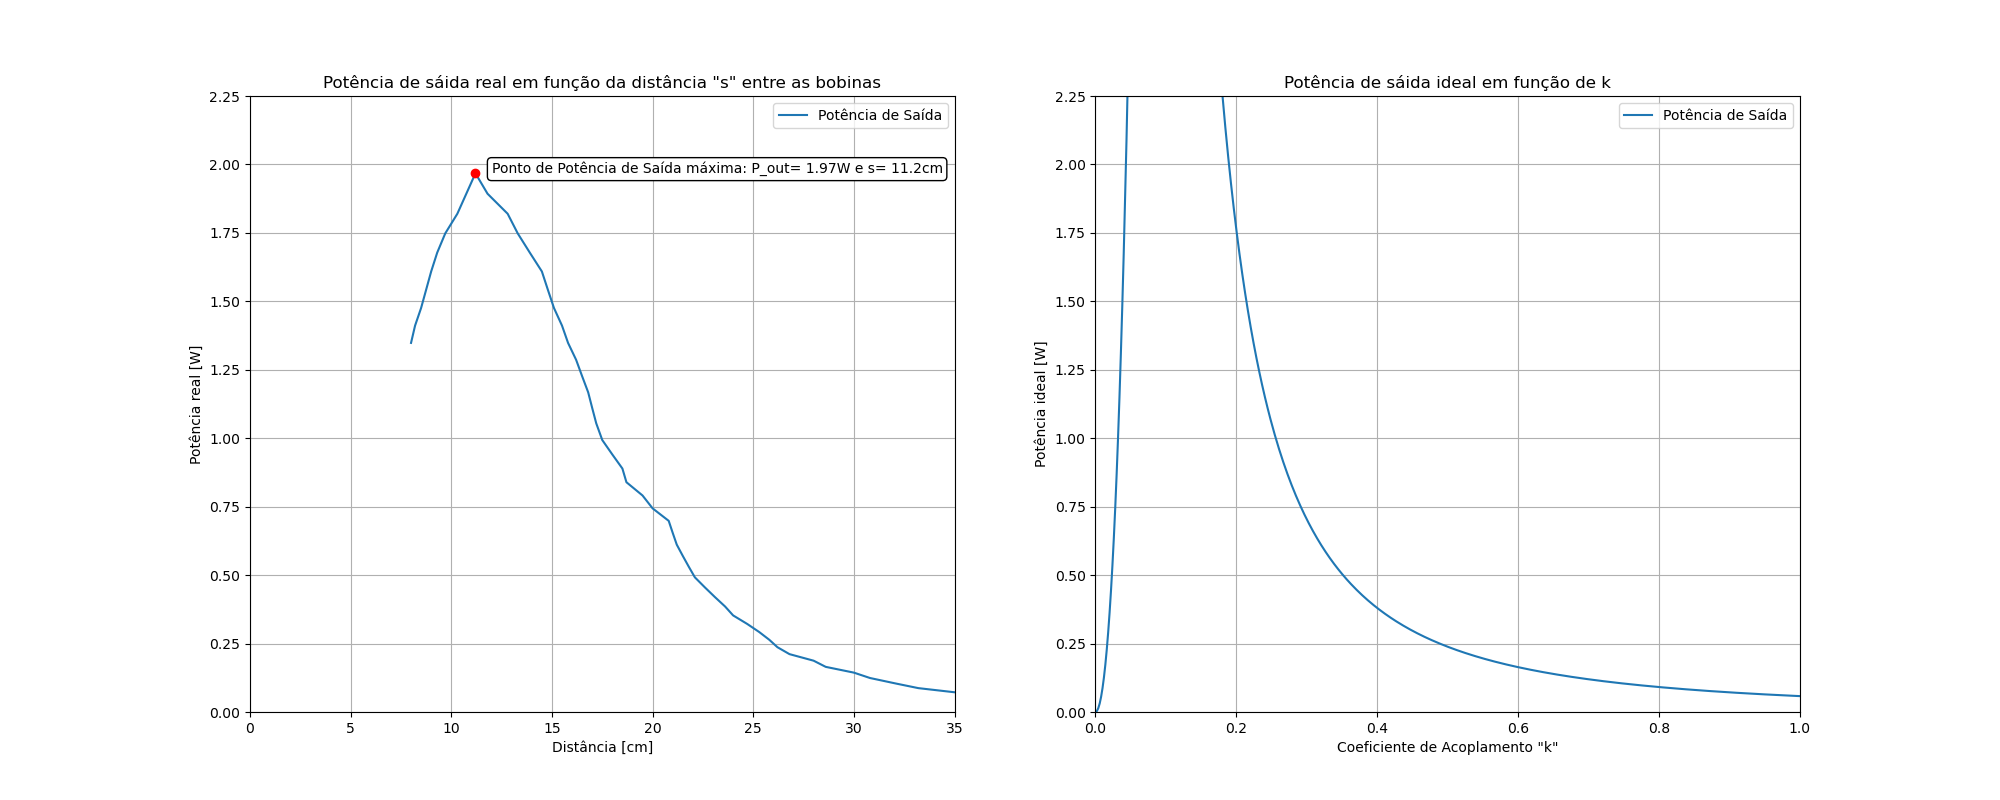 Potência de sáida real em função da distância "s" entre as bobinas
2.25
2.00
1.75
1.50
1.25
1.00
0.75
0.50
0.25
0.00
Potência real [W]
Potência de Saída
Ponto de Potência de Saída máxima: P_out= 1.97W e s= 11.2cm
0 5 10 15 20 25 30 35
Distância [cm]
Potência de sáida ideal em função de k
2.25
2.00
1.75
1.50
1.25
1.00
0.75
0.50
0.25
0.00
Potência ideal [W]
Potência de Saída
0.0 0.2 0.4 0.6 0.8 1.0
Coeficiente de Acoplamento "k"